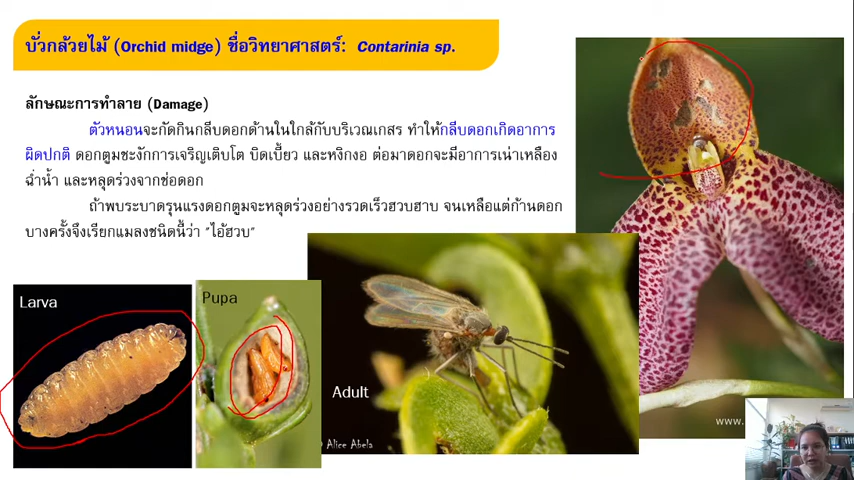 บั่วกล้วยไม้ (Orchid midge) ชื่อวิทยาศาสตร์: Contarinia sp.
ลักษณะการทำลาย (Damage)
ตัวหนอนจะกัดกินกลีบดอกด้านในใกล้กับบริเวณเกสร ทำให้กลีบดอกเกิดอาการ
ผิดปกติ ดอกตูมชะงักการเจริญเติบโต บิดเบี้ยว และหงิกงอ ต่อมาดอกจะมีอาการเน่าเหลือง
ฉ่ำน้ำ และหลุดร่วงจากช่อดอก
ถ้าพบระบาดรุนแรงดอกตูมจะหลุดร่วงอย่างรวดเร็วฮวบฮาบ จนเหลือแต่ก้านดอก
บางครั้งจึงเรียกแมลงชนิดนี้ว่า "ไอ้ฮวบ"
Larva
Pupa
Adult
© Alice Abela
www.